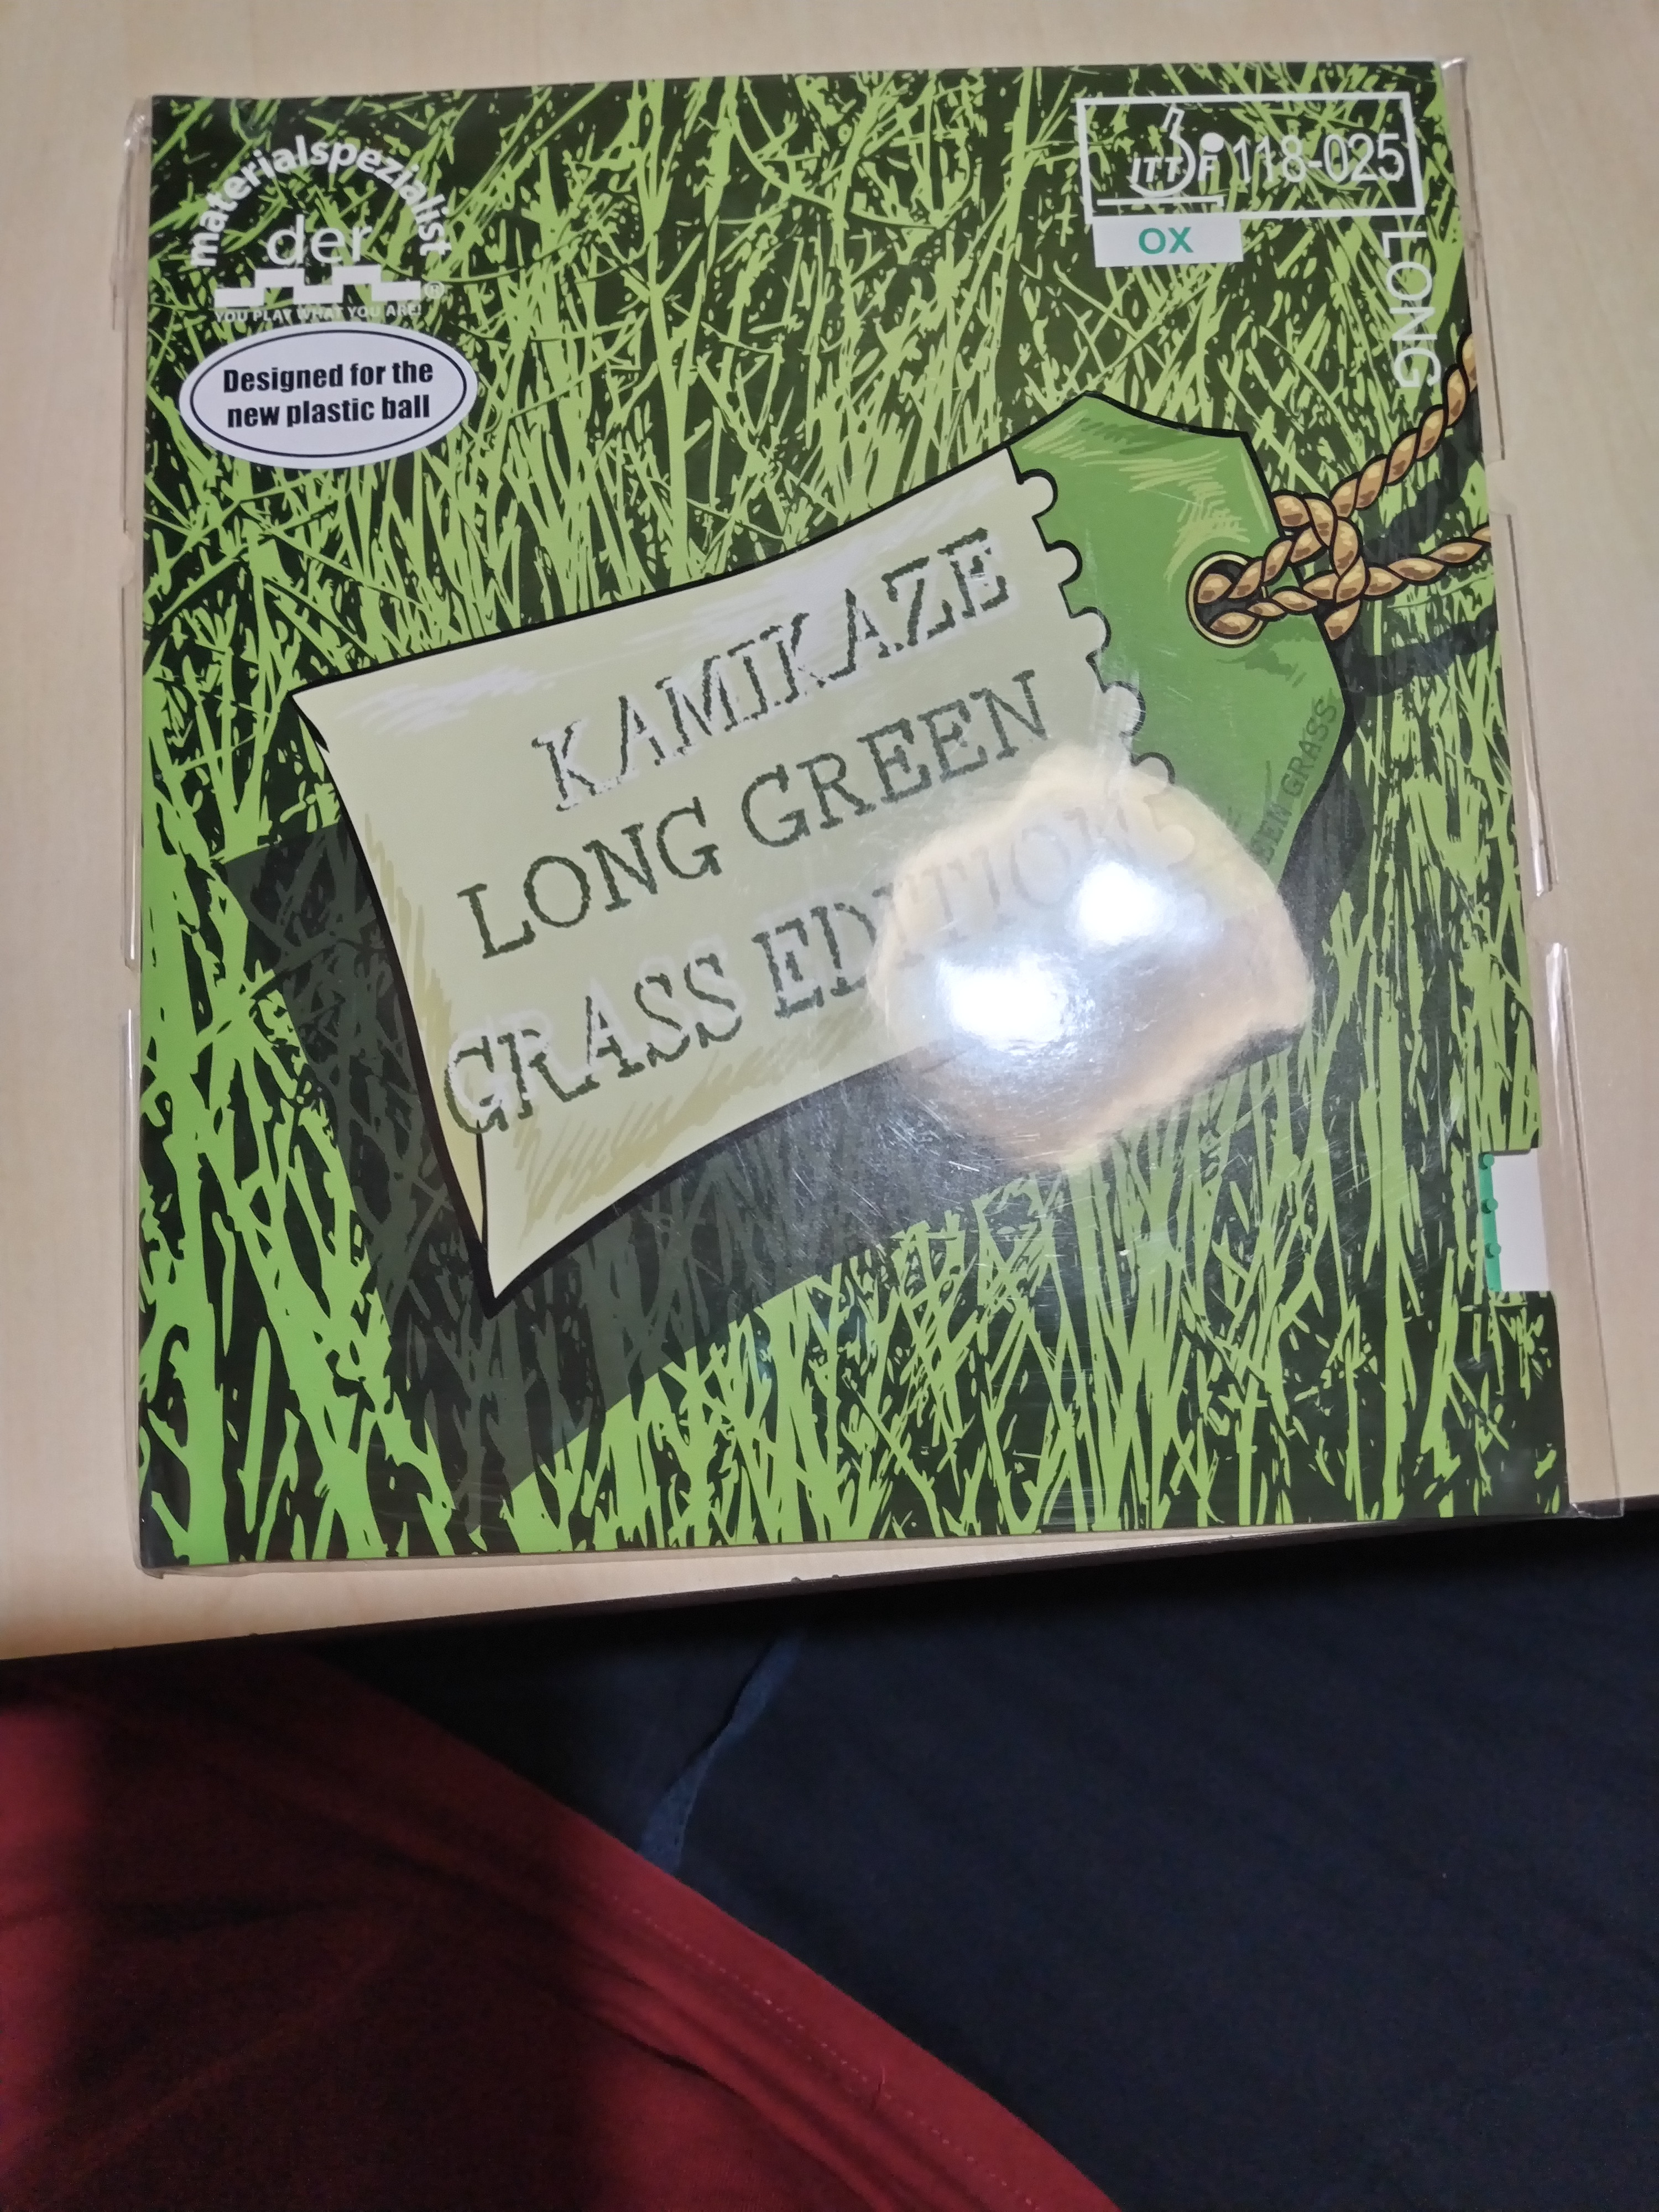 materialspezialist
der
®
YOU PLAY WHAT YOU ARE!
Designed for the
new plastic ball
ITTF 118-025
OX
LONG
KAMIKAZE
LONG GREEN
GRASS EDITION
GRASS